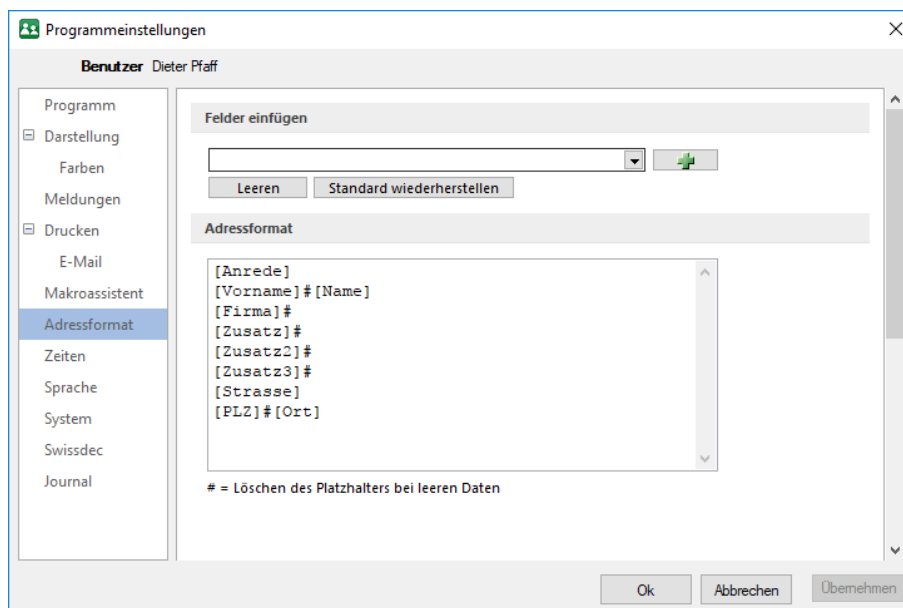 Programmeinstellungen
Benutzer Dieter Pfaff
Programm
Darstellung
Farben
Meldungen
Drucken
E-Mail
Makroassistent
Adressformat
Zeiten
Sprache
System
Swissdec
Journal
Felder einfügen
Leeren Standard wiederherstellen
Adressformat
[Anrede]
[Vorname]#[Name]
[Firma]#
[Zusatz]#
[Zusatz2]#
[Zusatz3]#
[Strasse]
[PLZ]#[Ort]
# = Löschen des Platzhalters bei leeren Daten
Ok Abbrechen Übernehmen